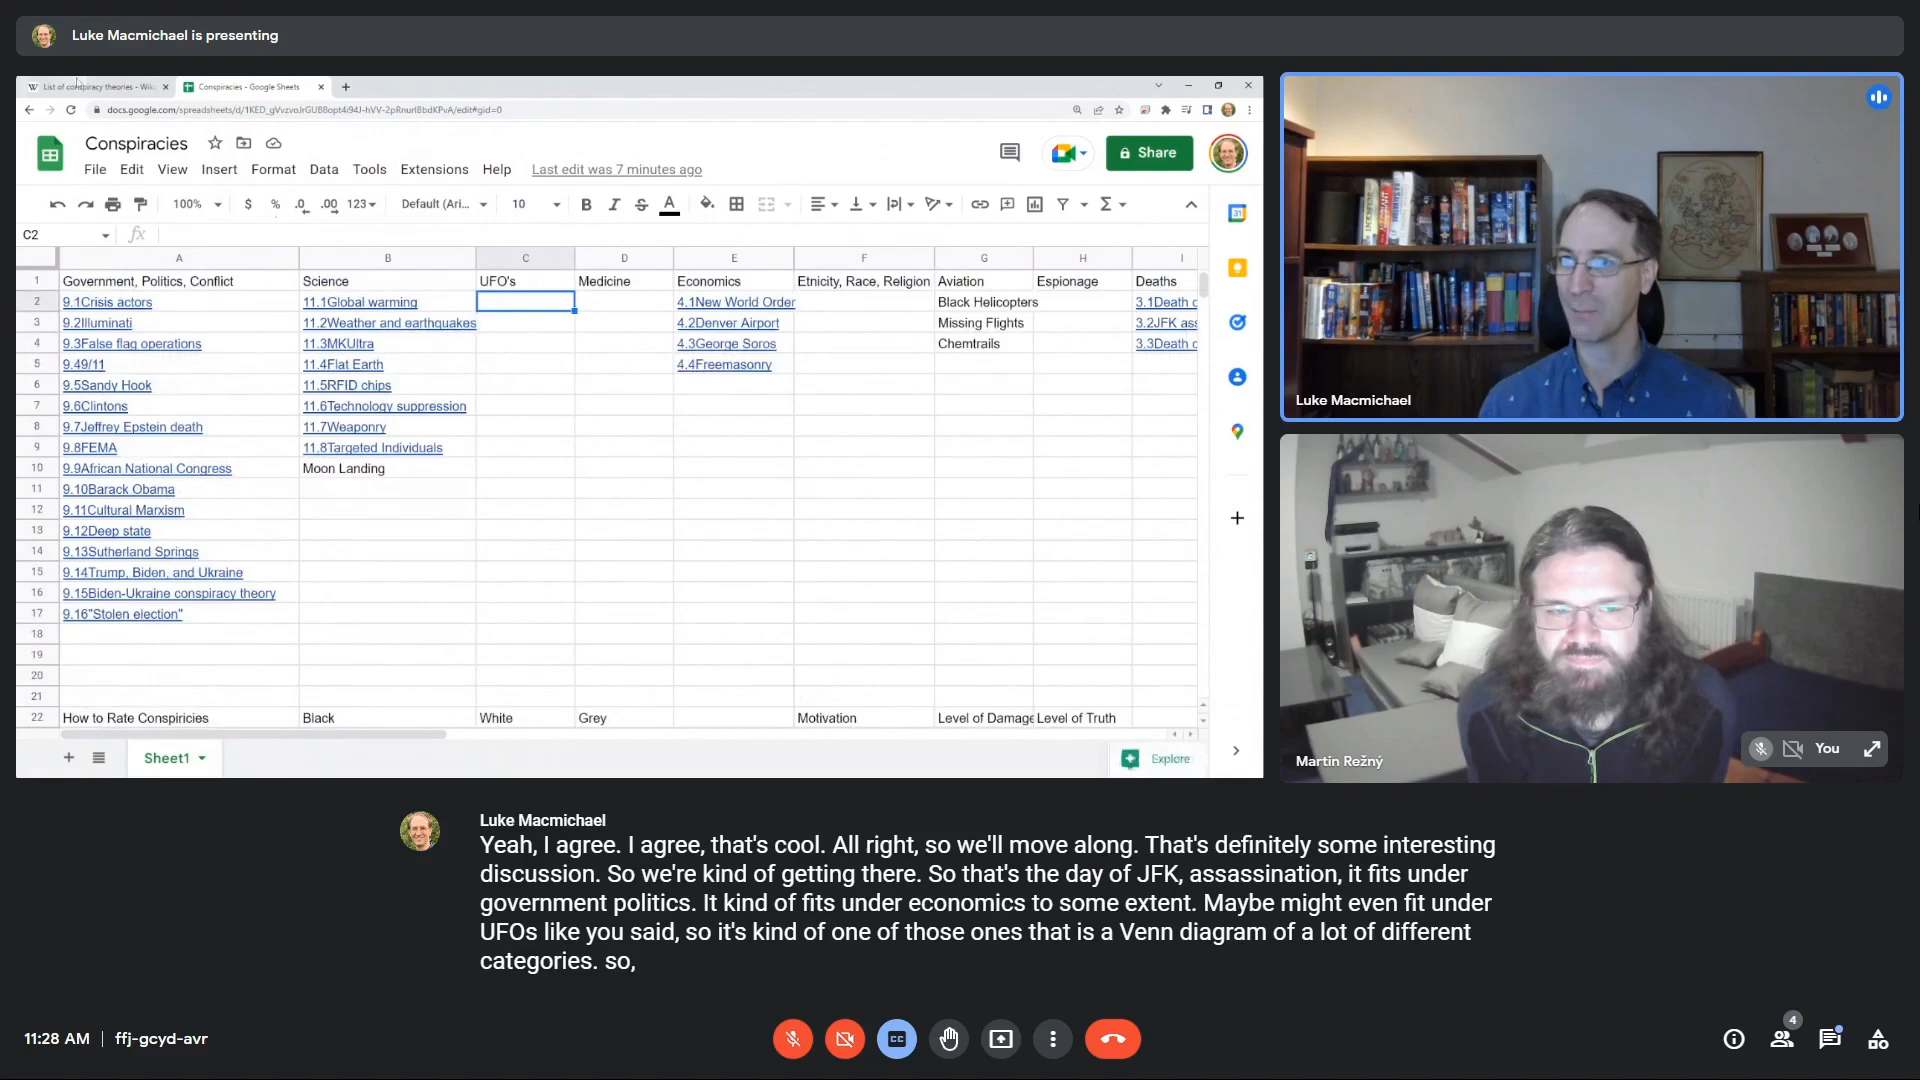 Luke Macmichael is presenting
List of conspiracy theories - Wiki
Conspiracies - Google Sheets
Conspiracies
File Edit View Insert Format Data Tools Extensions Help Last edit was 7 minutes ago
Share
100% $ % .0 .00 123 Default (Ari... 10
C2 fx
A B C D E F G H I
1 Government, Politics, Conflict Science UFO's Medicine Economics Etnicity, Race, Religion Aviation Espionage Deaths
2 9.1Crisis actors 11.1Global warming 4.1New World Order Black Helicopters 3.1Death
3 9.2Illuminati 11.2Weather and earthquakes 4.2Denver Airport Missing Flights 3.2JFK ass
4 9.3False flag operations 11.3MKUltra 4.3George Soros Chemtrails 3.3Death
5 9.49/11 11.4Flat Earth 4.4Freemasonry
6 9.5Sandy Hook 11.5RFID chips
7 9.6Clintons 11.6Technology suppression
8 9.7Jeffrey Epstein death 11.7Weaponry
9 9.8FEMA 11.8Targeted Individuals
10 9.9African National Congress Moon Landing
11 9.10Barack Obama
12 9.11Cultural Marxism
13 9.12Deep state
14 9.13Sutherland Springs
15 9.14Trump, Biden, and Ukraine
16 9.15Biden-Ukraine conspiracy theory
17 9.16"Stolen election"
18
19
20
21
22 How to Rate Conspiricies Black White Grey Motivation Level of Damage Level of Truth
Sheet1
Explore
31
Luke Macmichael
Martin Režný
You
Luke Macmichael
Yeah, I agree. I agree, that's cool. All right, so we'll move along. That's definitely some interesting
discussion. So we're kind of getting there. So that's the day of JFK, assassination, it fits under
government politics. It kind of fits under economics to some extent. Maybe might even fit under
UFOs like you said, so it's kind of one of those ones that is a Venn diagram of a lot of different
categories. so,
11:28 AM | ffj-gcyd-avr
CC
4